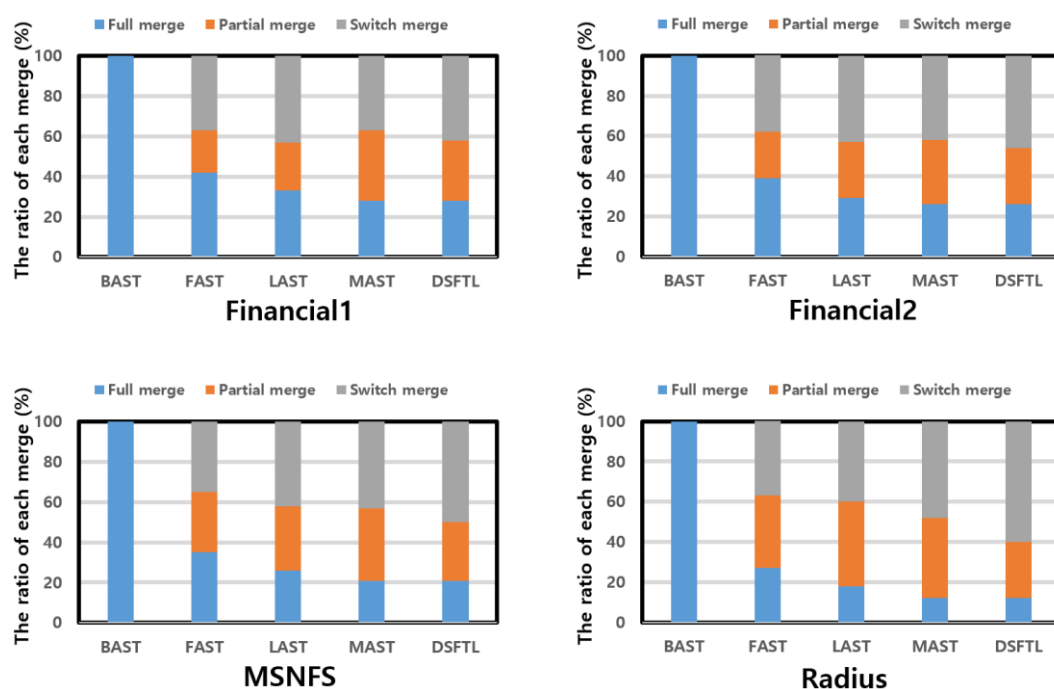 Full merge Partial merge Switch merge
The ratio of each merge (%)
100
80
60
40
20
0
BAST FAST LAST MAST DSFTL
Financial1
Full merge Partial merge Switch merge
The ratio of each merge (%)
100
80
60
40
20
0
BAST FAST LAST MAST DSFTL
Financial2
Full merge Partial merge Switch merge
The ratio of each merge (%)
100
80
60
40
20
0
BAST FAST LAST MAST DSFTL
MSNFS
Full merge Partial merge Switch merge
The ratio of each merge (%)
100
80
60
40
20
0
BAST FAST LAST MAST DSFTL
Radius